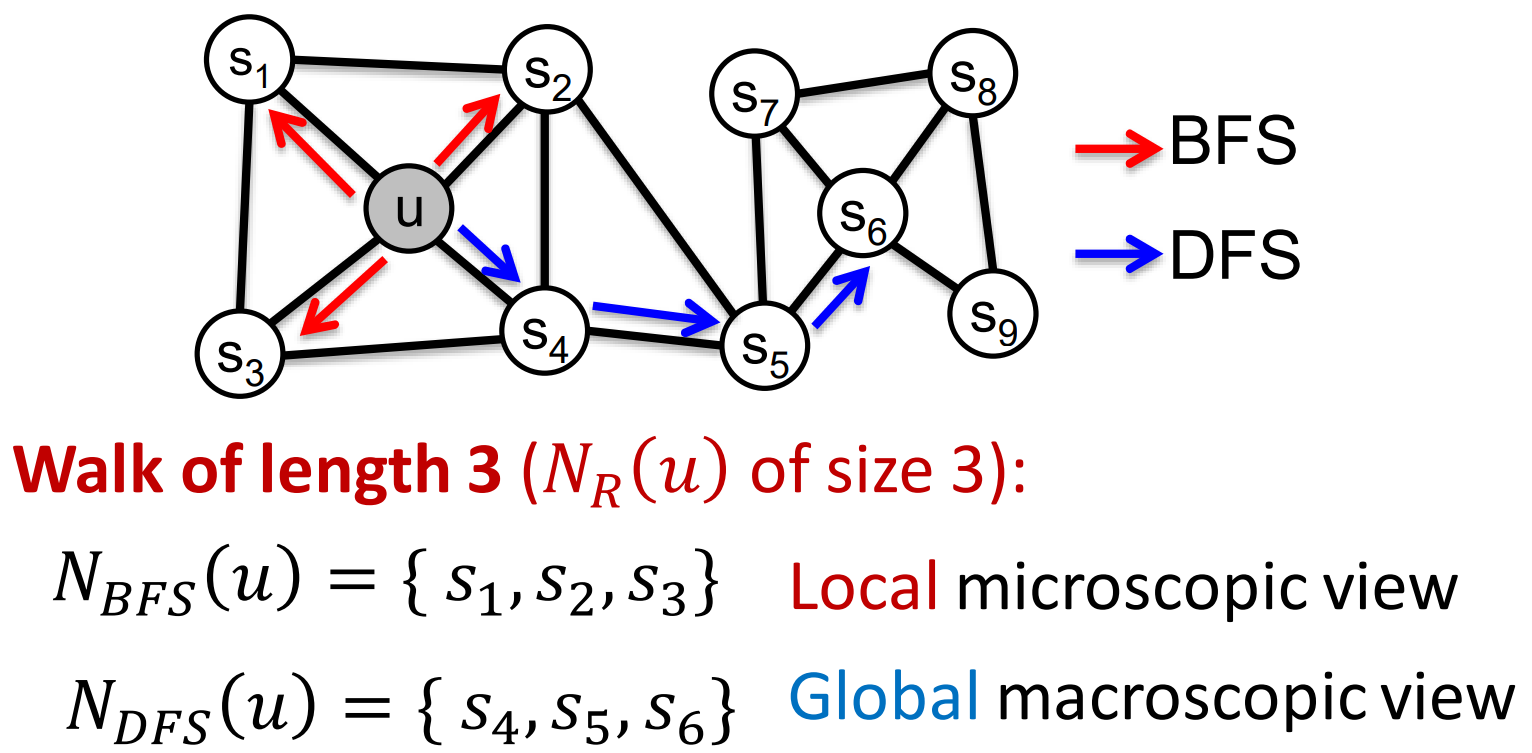 s₁
s₂
s₇
s₈
BFS
u
s₆
DFS
s₃
s₄
s₅
s₉
Walk of length 3 (N_R(u) of size 3):
N_BFS(u) = { s₁, s₂, s₃} Local microscopic view
N_DFS(u) = { s₄, s₅, s₆} Global macroscopic view